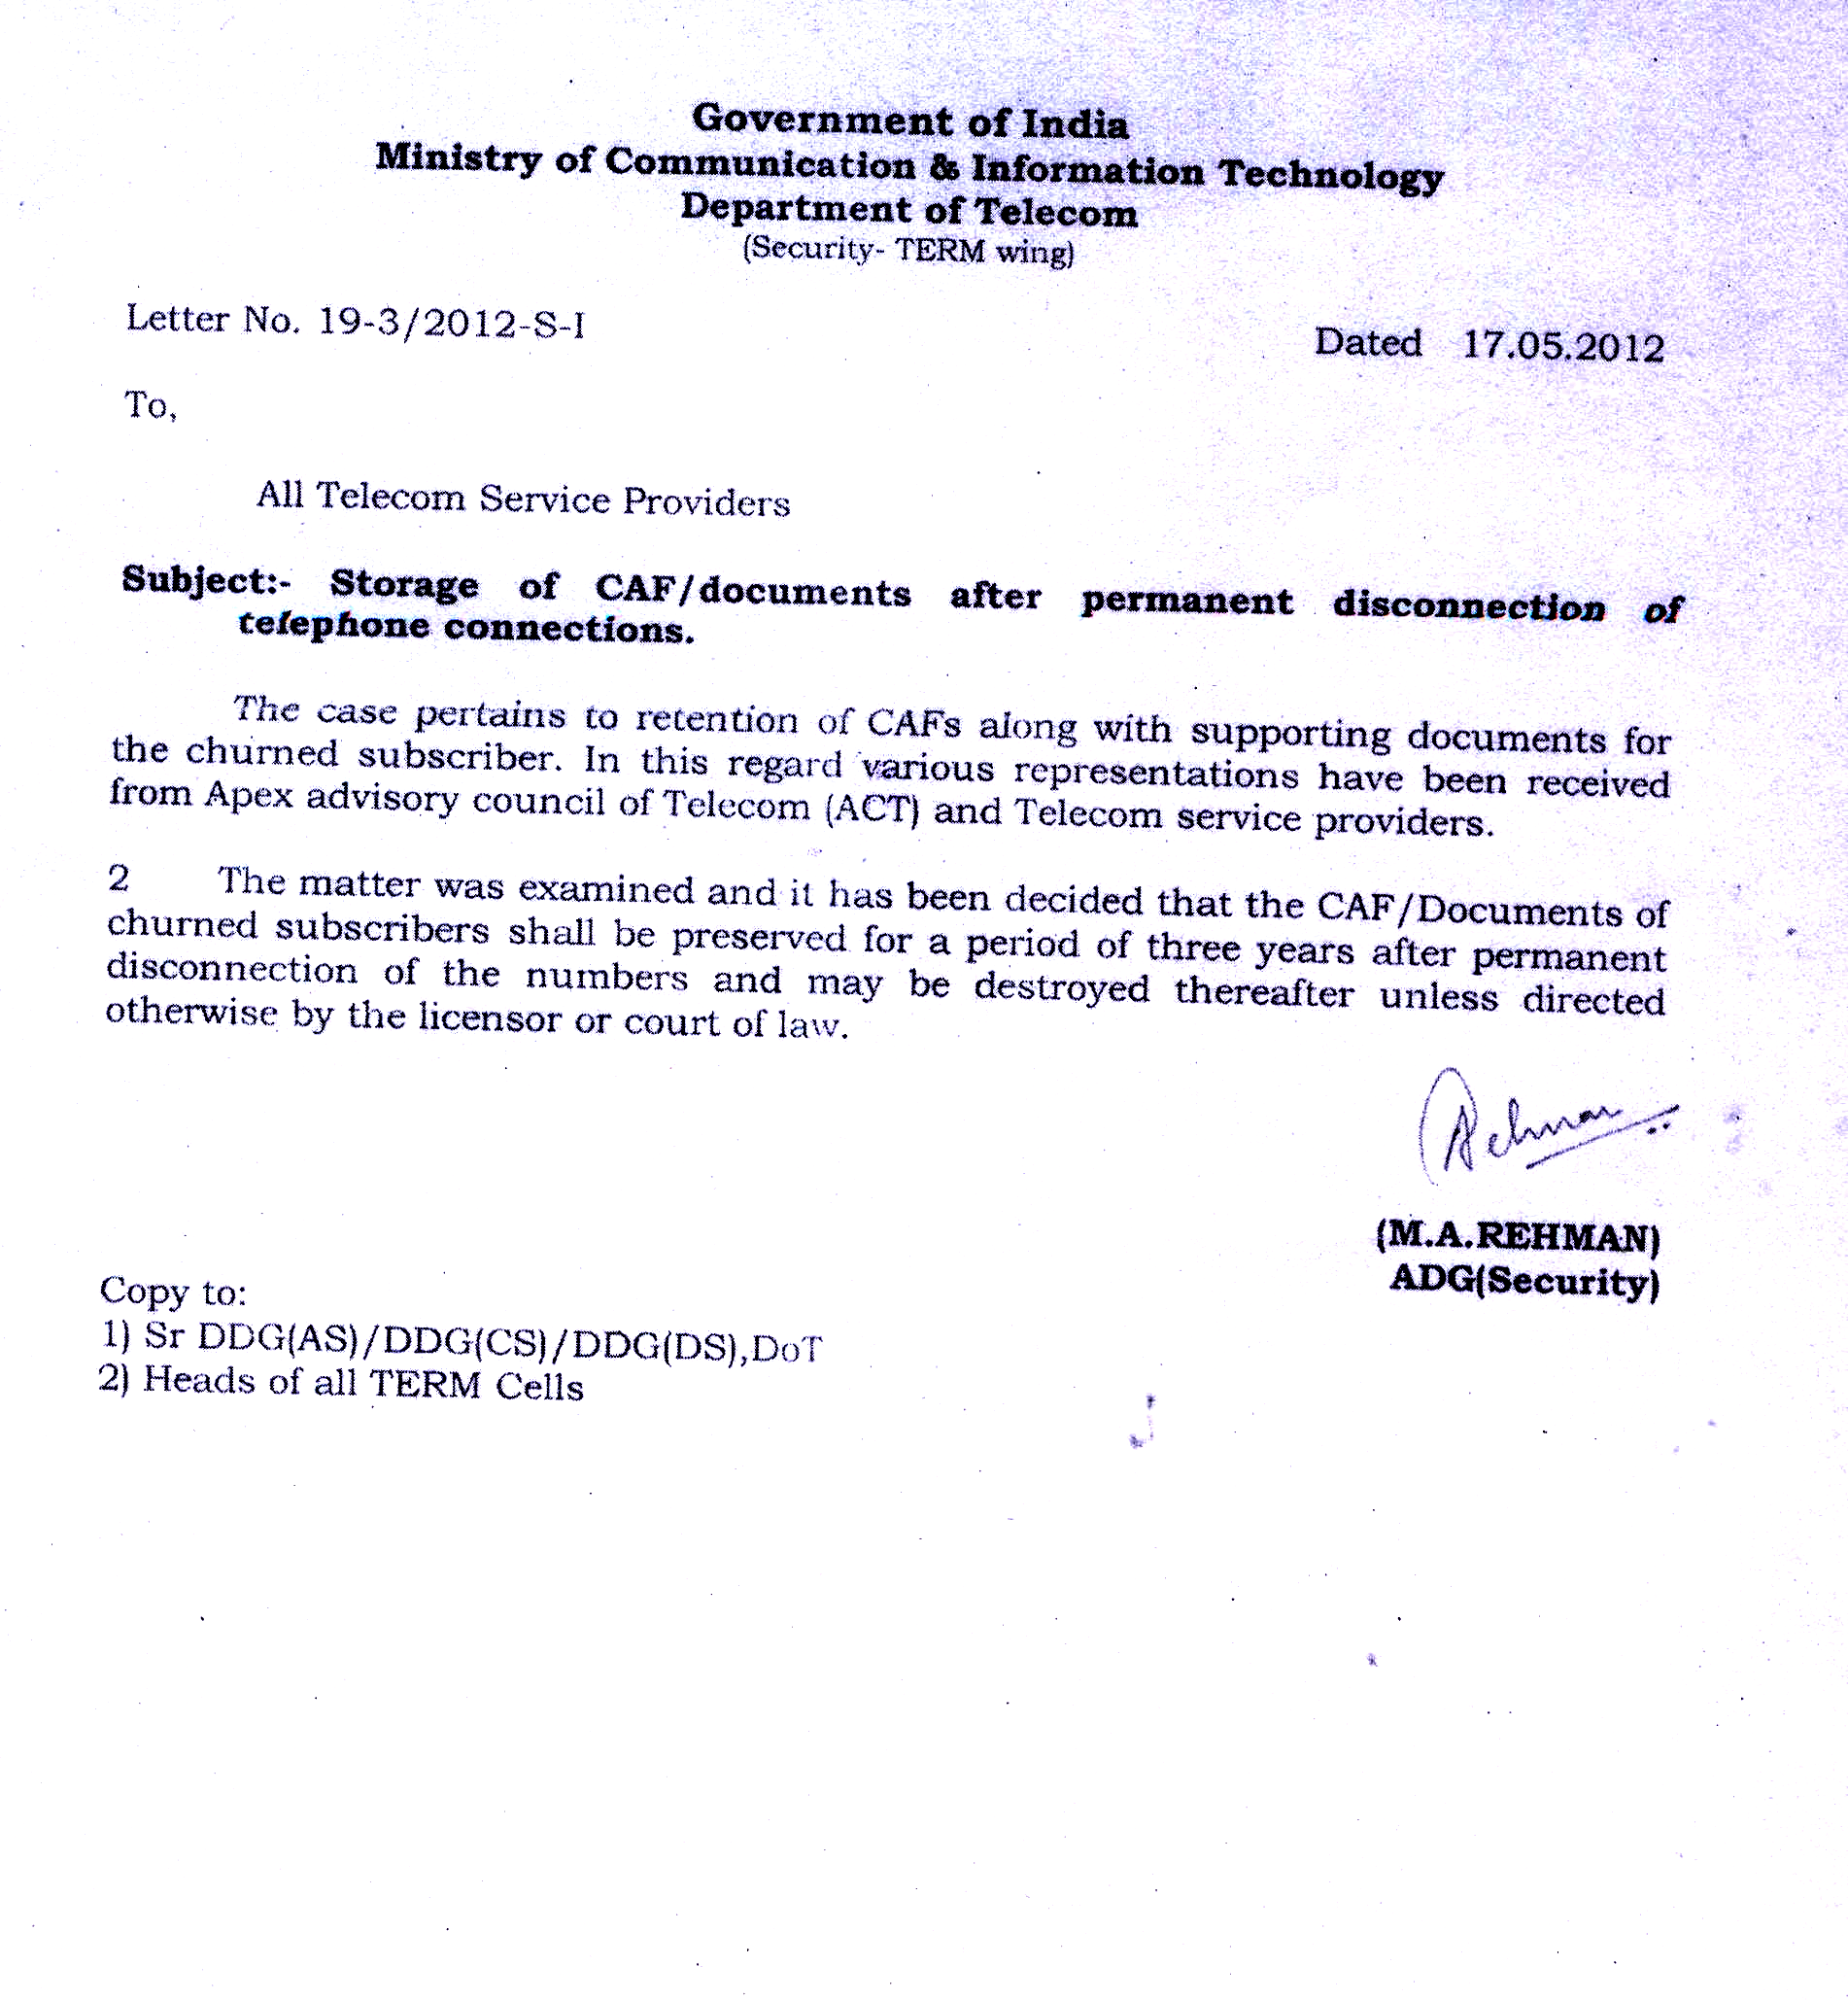 Government of India
Ministry of Communication & Information Technology
Department of Telecom
(Security- TERM wing)
Letter No. 19-3/2012-S-I
Dated 17.05.2012
To,
All Telecom Service Providers
Subject:- Storage of CAF/documents after permanent disconnection of
telephone connections.
The case pertains to retention of CAFs along with supporting documents for
the churned subscriber. In this regard various representations have been received
from Apex advisory council of Telecom (ACT) and Telecom service providers.
2 The matter was examined and it has been decided that the CAF/Documents of
churned subscribers shall be preserved for a period of three years after permanent
disconnection of the numbers and may be destroyed thereafter unless directed
otherwise by the licensor or court of law.
Rehman
(M.A.REHMAN)
ADG(Security)
Copy to:
1) Sr DDG(AS)/DDG(CS)/DDG(DS),DoT
2) Heads of all TERM Cells